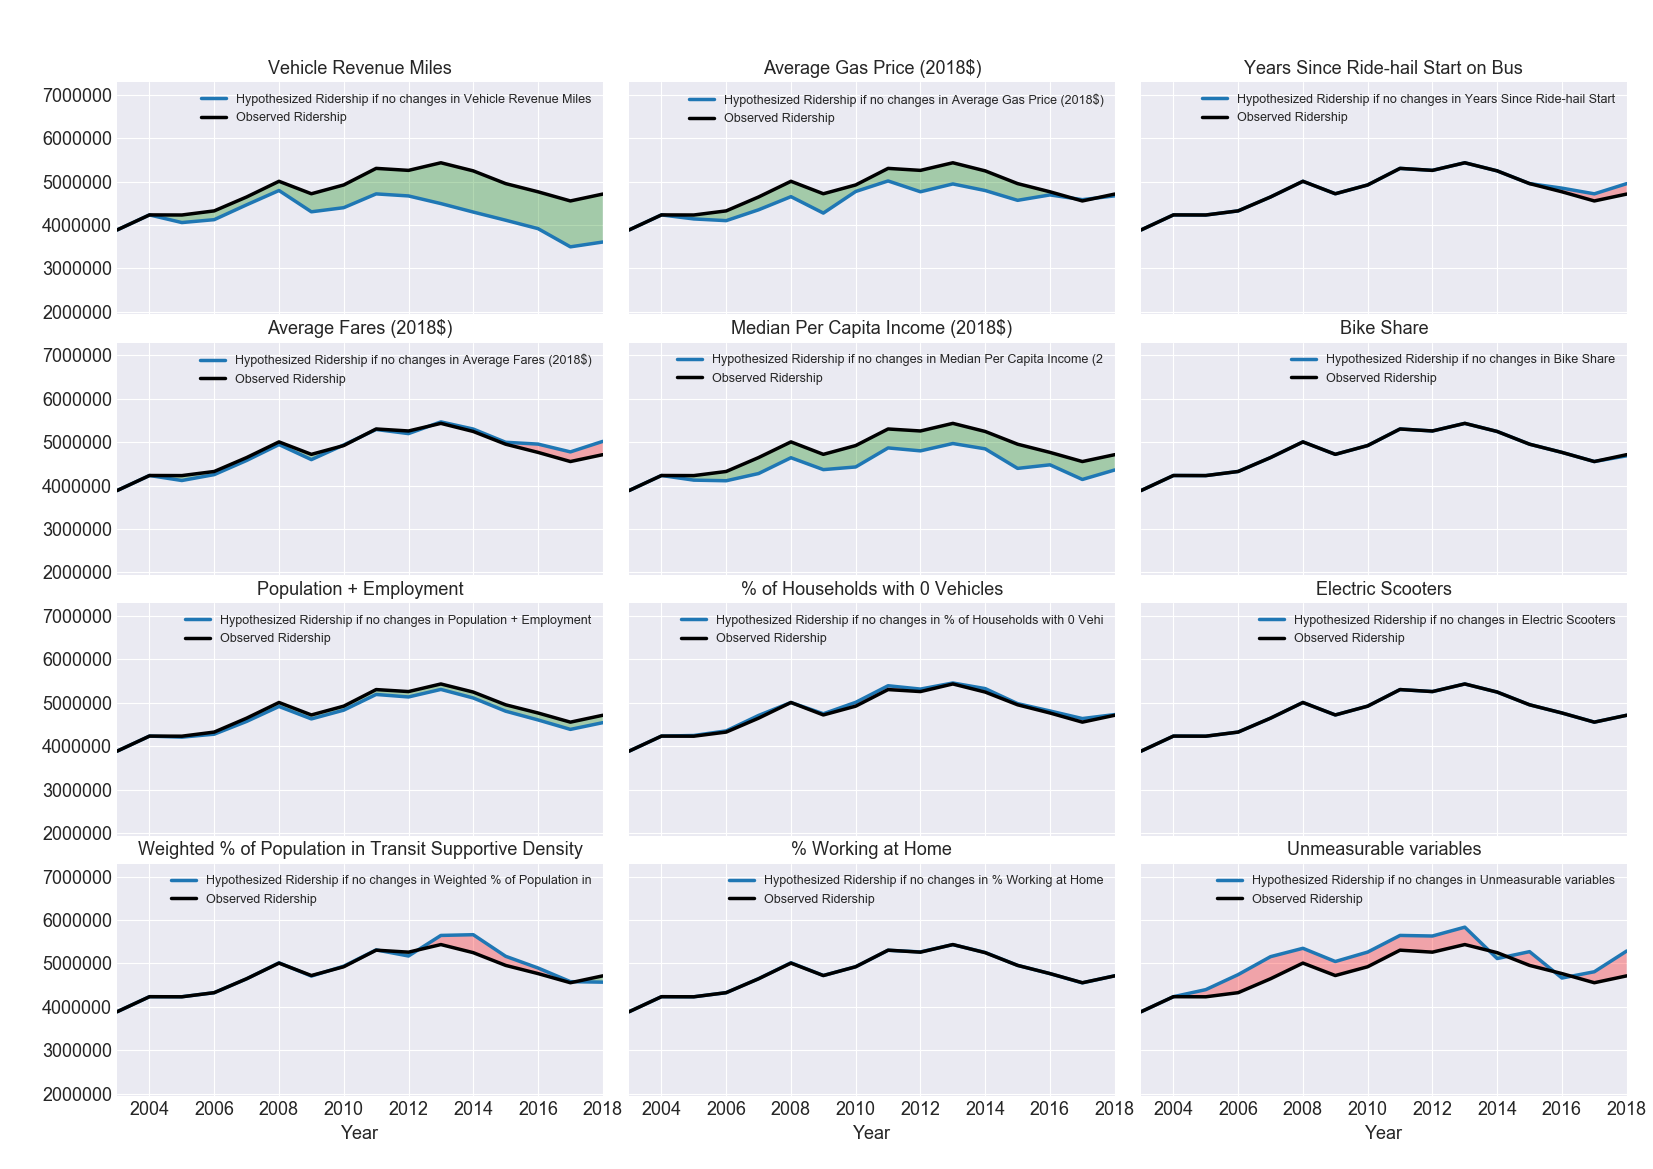 Vehicle Revenue Miles
7000000
6000000
5000000
4000000
3000000
2000000
Hypothesized Ridership if no changes in Vehicle Revenue Miles
Observed Ridership
Average Gas Price (2018$)
Hypothesized Ridership if no changes in Average Gas Price (2018$)
Observed Ridership
Years Since Ride-hail Start on Bus
Hypothesized Ridership if no changes in Years Since Ride-hail Start
Observed Ridership
Average Fares (2018$)
7000000
6000000
5000000
4000000
3000000
2000000
Hypothesized Ridership if no changes in Average Fares (2018$)
Observed Ridership
Median Per Capita Income (2018$)
Hypothesized Ridership if no changes in Median Per Capita Income (2
Observed Ridership
Bike Share
Hypothesized Ridership if no changes in Bike Share
Observed Ridership
Population + Employment
7000000
6000000
5000000
4000000
3000000
2000000
Hypothesized Ridership if no changes in Population + Employment
Observed Ridership
% of Households with 0 Vehicles
Hypothesized Ridership if no changes in % of Households with 0 Vehi
Observed Ridership
Electric Scooters
Hypothesized Ridership if no changes in Electric Scooters
Observed Ridership
Weighted % of Population in Transit Supportive Density
7000000
6000000
5000000
4000000
3000000
2000000
Hypothesized Ridership if no changes in Weighted % of Population in
Observed Ridership
2004 2006 2008 2010 2012 2014 2016 2018
Year
% Working at Home
Hypothesized Ridership if no changes in % Working at Home
Observed Ridership
2004 2006 2008 2010 2012 2014 2016 2018
Year
Unmeasurable variables
Hypothesized Ridership if no changes in Unmeasurable variables
Observed Ridership
2004 2006 2008 2010 2012 2014 2016 2018
Year